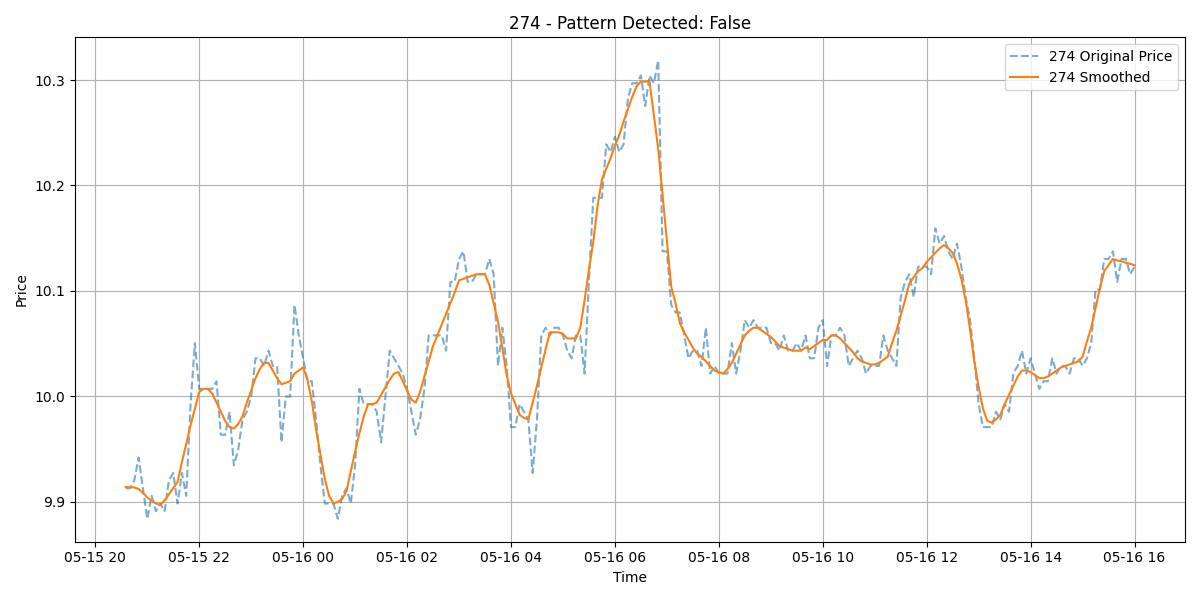 274 - Pattern Detected: False
274 Original Price
274 Smoothed
Price
10.3
10.2
10.1
10.0
9.9
05-15 20 05-15 22 05-16 00 05-16 02 05-16 04 05-16 06 05-16 08 05-16 10 05-16 12 05-16 14 05-16 16
Time